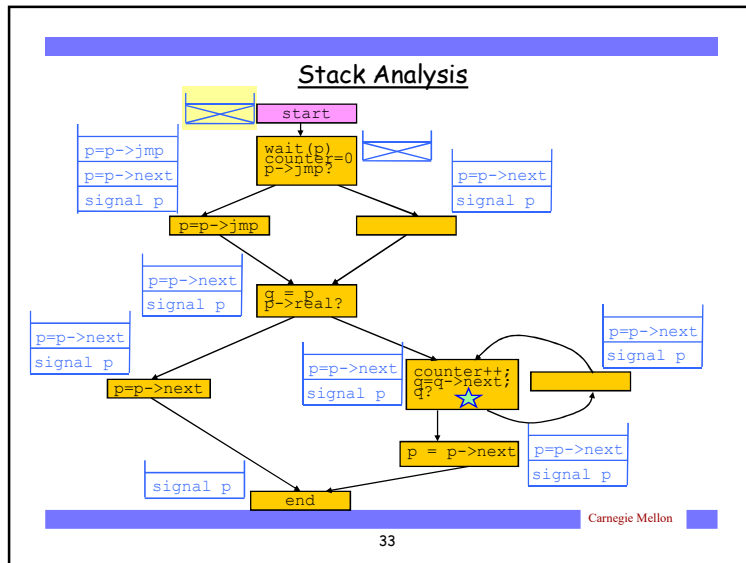 Stack Analysis
start
p=p->jmp
p=p->next
signal p
wait(p)
counter=0
p->jmp?
p=p->next
signal p
p=p->jmp
p=p->next
signal p
q = p
p->real?
p=p->next
signal p
p=p->next
signal p
p=p->next
signal p
p=p->next
counter++;
q=q->next;
q?
p = p->next
p=p->next
signal p
signal p
end
Carnegie Mellon
33